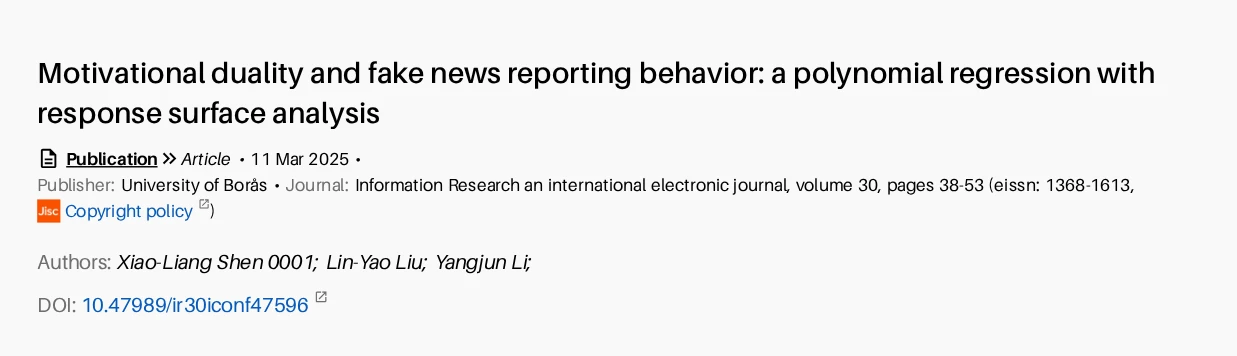 Motivational duality and fake news reporting behavior: a polynomial regression with
response surface analysis
Publication » Article • 11 Mar 2025 •
Publisher: University of Borås • Journal: Information Research an international electronic journal, volume 30, pages 38-53 (eissn: 1368-1613,
Jisc Copyright policy )
Authors: Xiao-Liang Shen 0001; Lin-Yao Liu; Yangjun Li;
DOI: 10.47989/ir30iconf47596